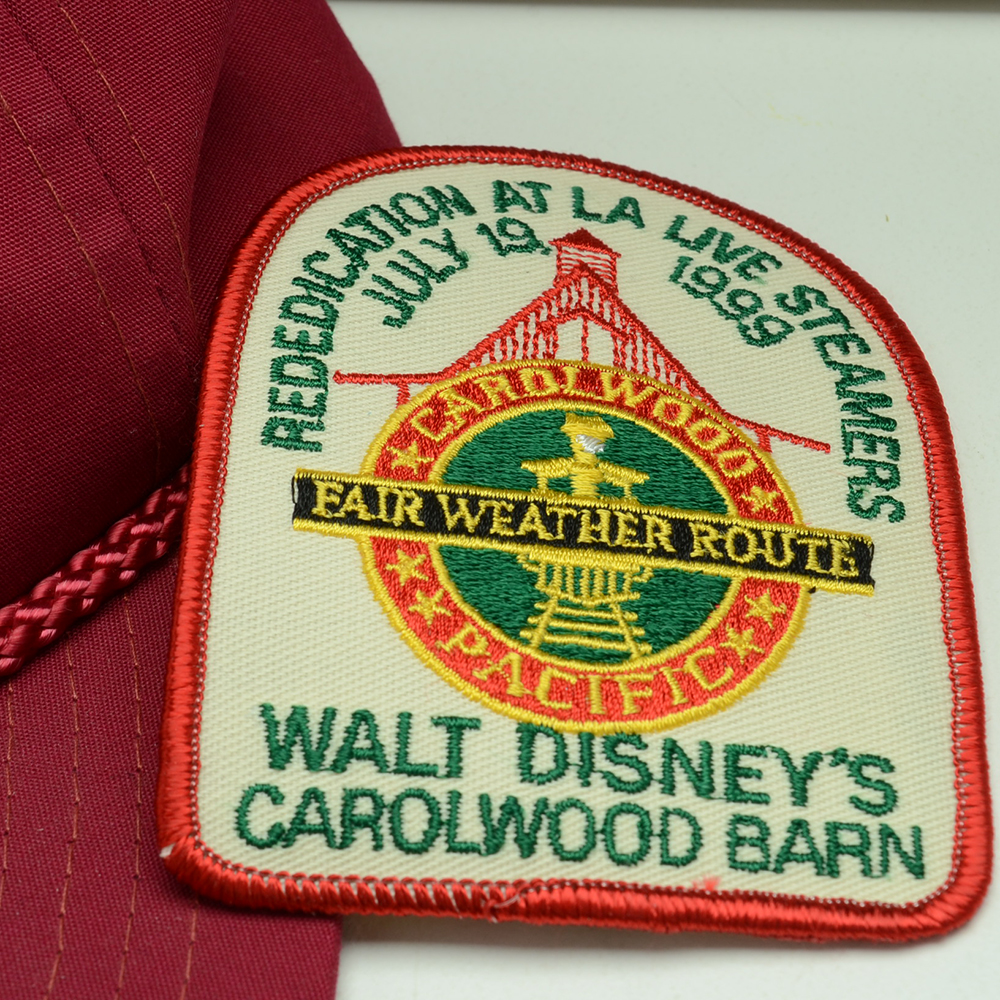 REDEDICATION AT LA LIVE STEAMERS
JULY 19, 1999
CAROLWOOD
FAIR WEATHER ROUTE
PACIFIC
WALT DISNEY'S
CAROLWOOD BARN